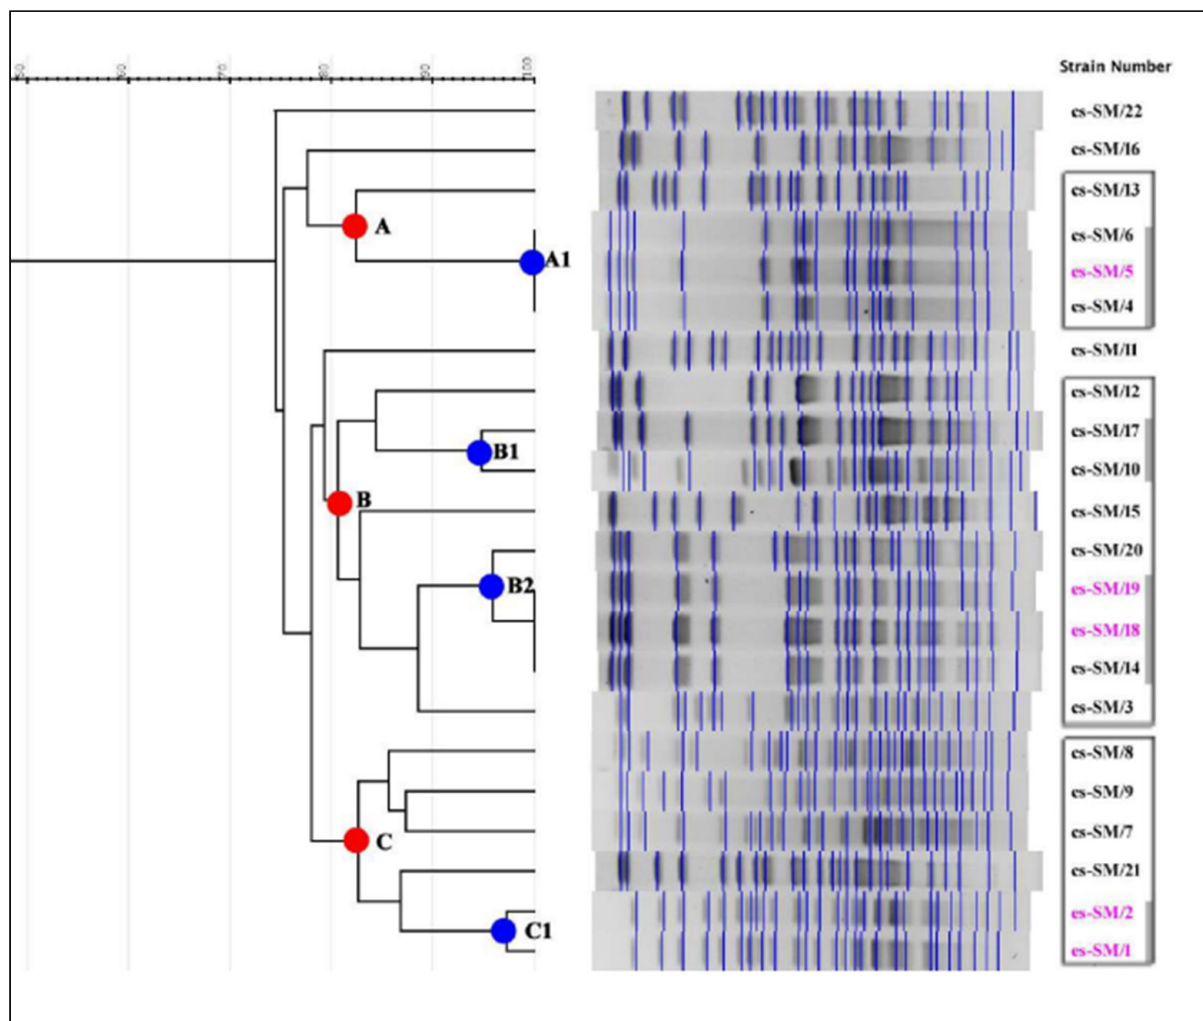 50 60 70 80 90 100
Strain Number
cs-SM/22
cs-SM/16
cs-SM/13
A
cs-SM/6
A1
cs-SM/5
cs-SM/4
cs-SM/11
cs-SM/12
cs-SM/17
B1
cs-SM/10
B
cs-SM/15
cs-SM/20
B2
cs-SM/19
cs-SM/18
cs-SM/14
cs-SM/3
cs-SM/8
cs-SM/9
cs-SM/7
C
cs-SM/21
cs-SM/2
C1
cs-SM/1